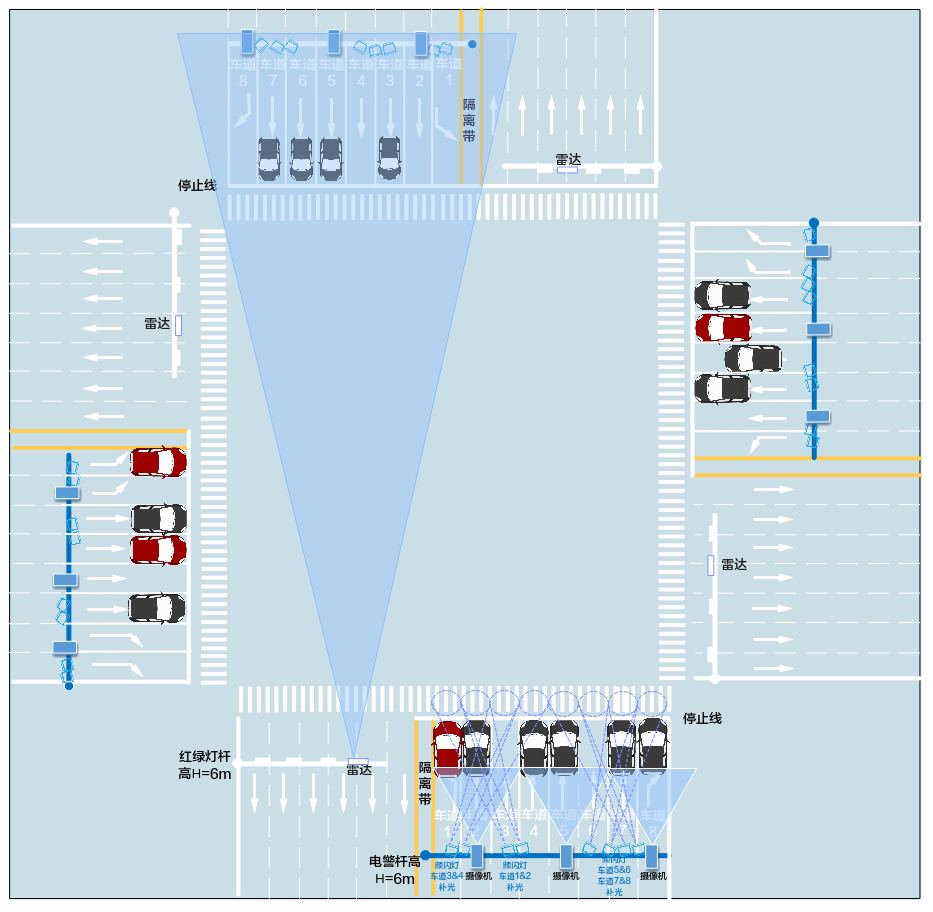 车道 车道 车道 车道 车道 车道 车道 车道
8 7 6 5 4 3 2 1
隔
离
带
雷达
停止线
雷达
雷达
停止线
红绿灯杆
高H=6m
雷达
隔
离
带
车道 车道 车道 车道 车道 车道 车道
1 3 4 5 6 7 8
电警杆高
H=6m
频闪灯
车道3&4
补光
摄像机
频闪灯
车道1&2
补光
摄像机
频闪灯
车道5&6
车道7&8
补光
摄像机